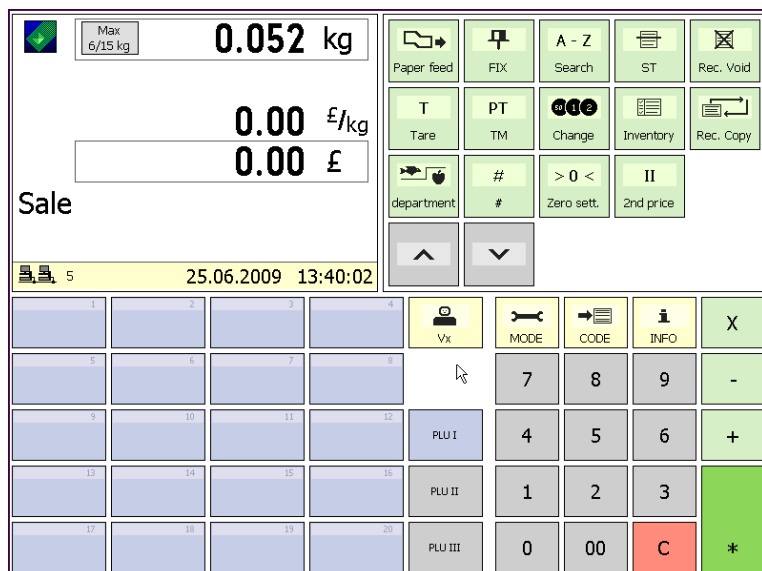 Max
6/15 kg
0.052 kg
0.00 £/kg
0.00 £
Sale
5 25.06.2009 13:40:02
Paper feed
FIX
A - Z
Search
ST
Rec. Void
T
Tare
PT
TM
50 1 2
Change
Inventory
Rec. Copy
department
#
#
> 0 <
Zero sett.
II
2nd price
1 2 3 4
Vx
MODE
CODE
i
INFO
X
5 6 7 8
7 8 9 -
9 10 11 12
PLU I
4 5 6 +
13 14 15 16
PLU II
1 2 3
17 18 19 20
PLU III
0 00 C *